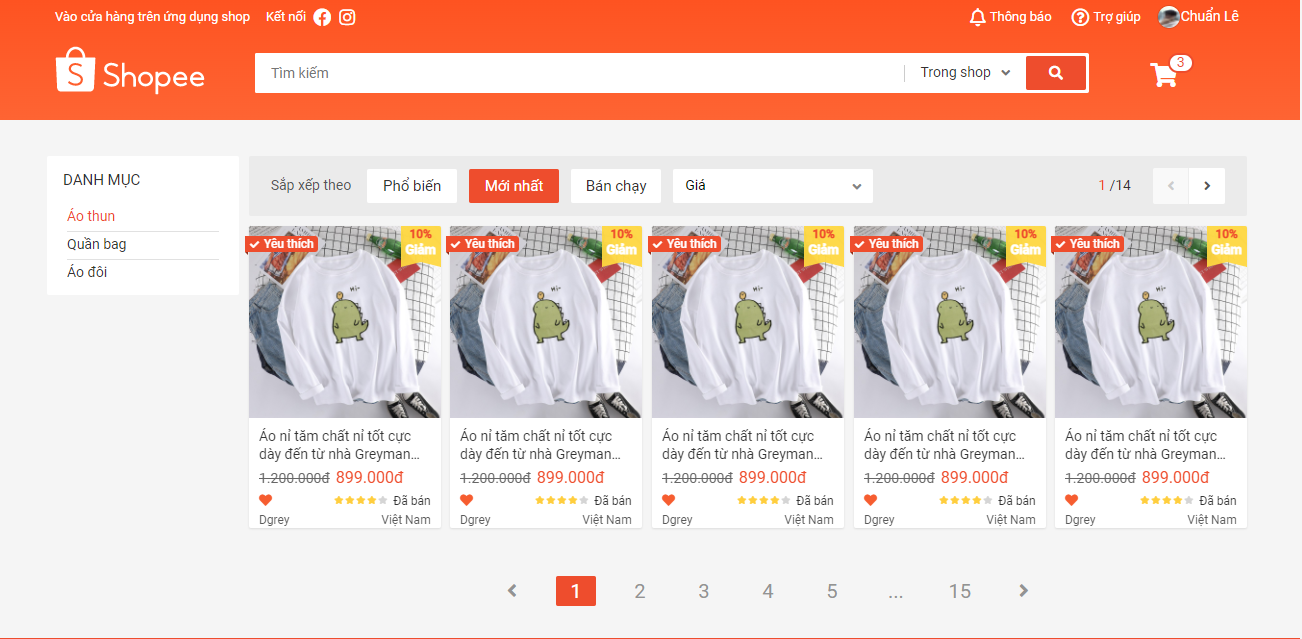 Vào cửa hàng trên ứng dụng shop Kết nối Thông báo Trợ giúp Chuẩn Lê
Shopee Tìm kiếm Trong shop 3
DANH MỤC
Áo thun
Quần bag
Áo đôi
Sắp xếp theo Phổ biến Mới nhất Bán chạy Giá 1 /14
Yêu thích 10% Giảm
Hi~
Áo nỉ tăm chất nỉ tốt cực
dày đến từ nhà Greyman...
1.200.000đ 899.000đ
Đã bán
Dgrey Việt Nam
Yêu thích 10% Giảm
Hi~
Áo nỉ tăm chất nỉ tốt cực
dày đến từ nhà Greyman...
1.200.000đ 899.000đ
Đã bán
Dgrey Việt Nam
Yêu thích 10% Giảm
Hi~
Áo nỉ tăm chất nỉ tốt cực
dày đến từ nhà Greyman...
1.200.000đ 899.000đ
Đã bán
Dgrey Việt Nam
Yêu thích 10% Giảm
Hi~
Áo nỉ tăm chất nỉ tốt cực
dày đến từ nhà Greyman...
1.200.000đ 899.000đ
Đã bán
Dgrey Việt Nam
Yêu thích 10% Giảm
Hi~
Áo nỉ tăm chất nỉ tốt cực
dày đến từ nhà Greyman...
1.200.000đ 899.000đ
Đã bán
Dgrey Việt Nam
1 2 3 4 5 ... 15